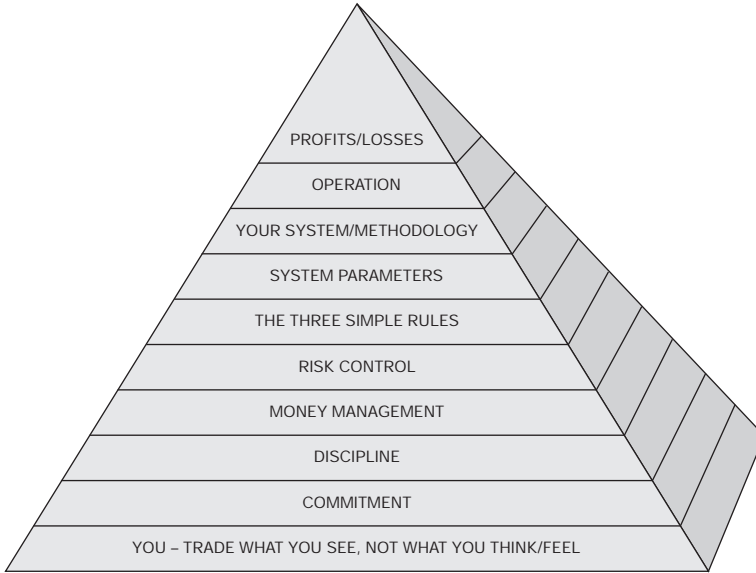 PROFITS/LOSSES
OPERATION
YOUR SYSTEM/METHODOLOGY
SYSTEM PARAMETERS
THE THREE SIMPLE RULES
RISK CONTROL
MONEY MANAGEMENT
DISCIPLINE
COMMITMENT
YOU – TRADE WHAT YOU SEE, NOT WHAT YOU THINK/FEEL